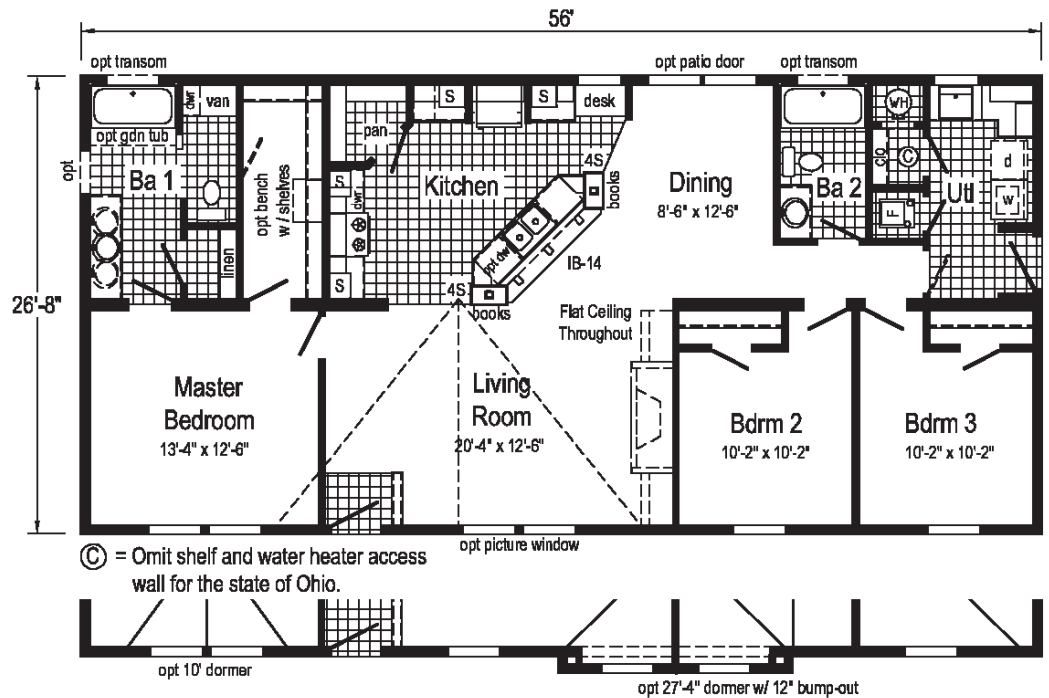 56'
opt transom
opt patio door
opt transom
dwr
van
S
S
desk
WH
opt gdn tub
pan
opt
Ba 1
opt bench
w / shelves
S
dwr
Kitchen
4S
books
Dining
8'-6" x 12'-6"
Ba 2
clo
C
Utl
d
w
F
linen
S
opt dw
IB-14
26'-8"
4S
books
Flat Ceiling
Throughout
Master
Bedroom
13'-4" x 12'-6"
Living
Room
20'-4" x 12'-6"
Bdrm 2
10'-2" x 10'-2"
Bdrm 3
10'-2" x 10'-2"
opt picture window
C = Omit shelf and water heater access
wall for the state of Ohio.
opt 10' dormer
opt 27'-4" dormer w/ 12" bump-out